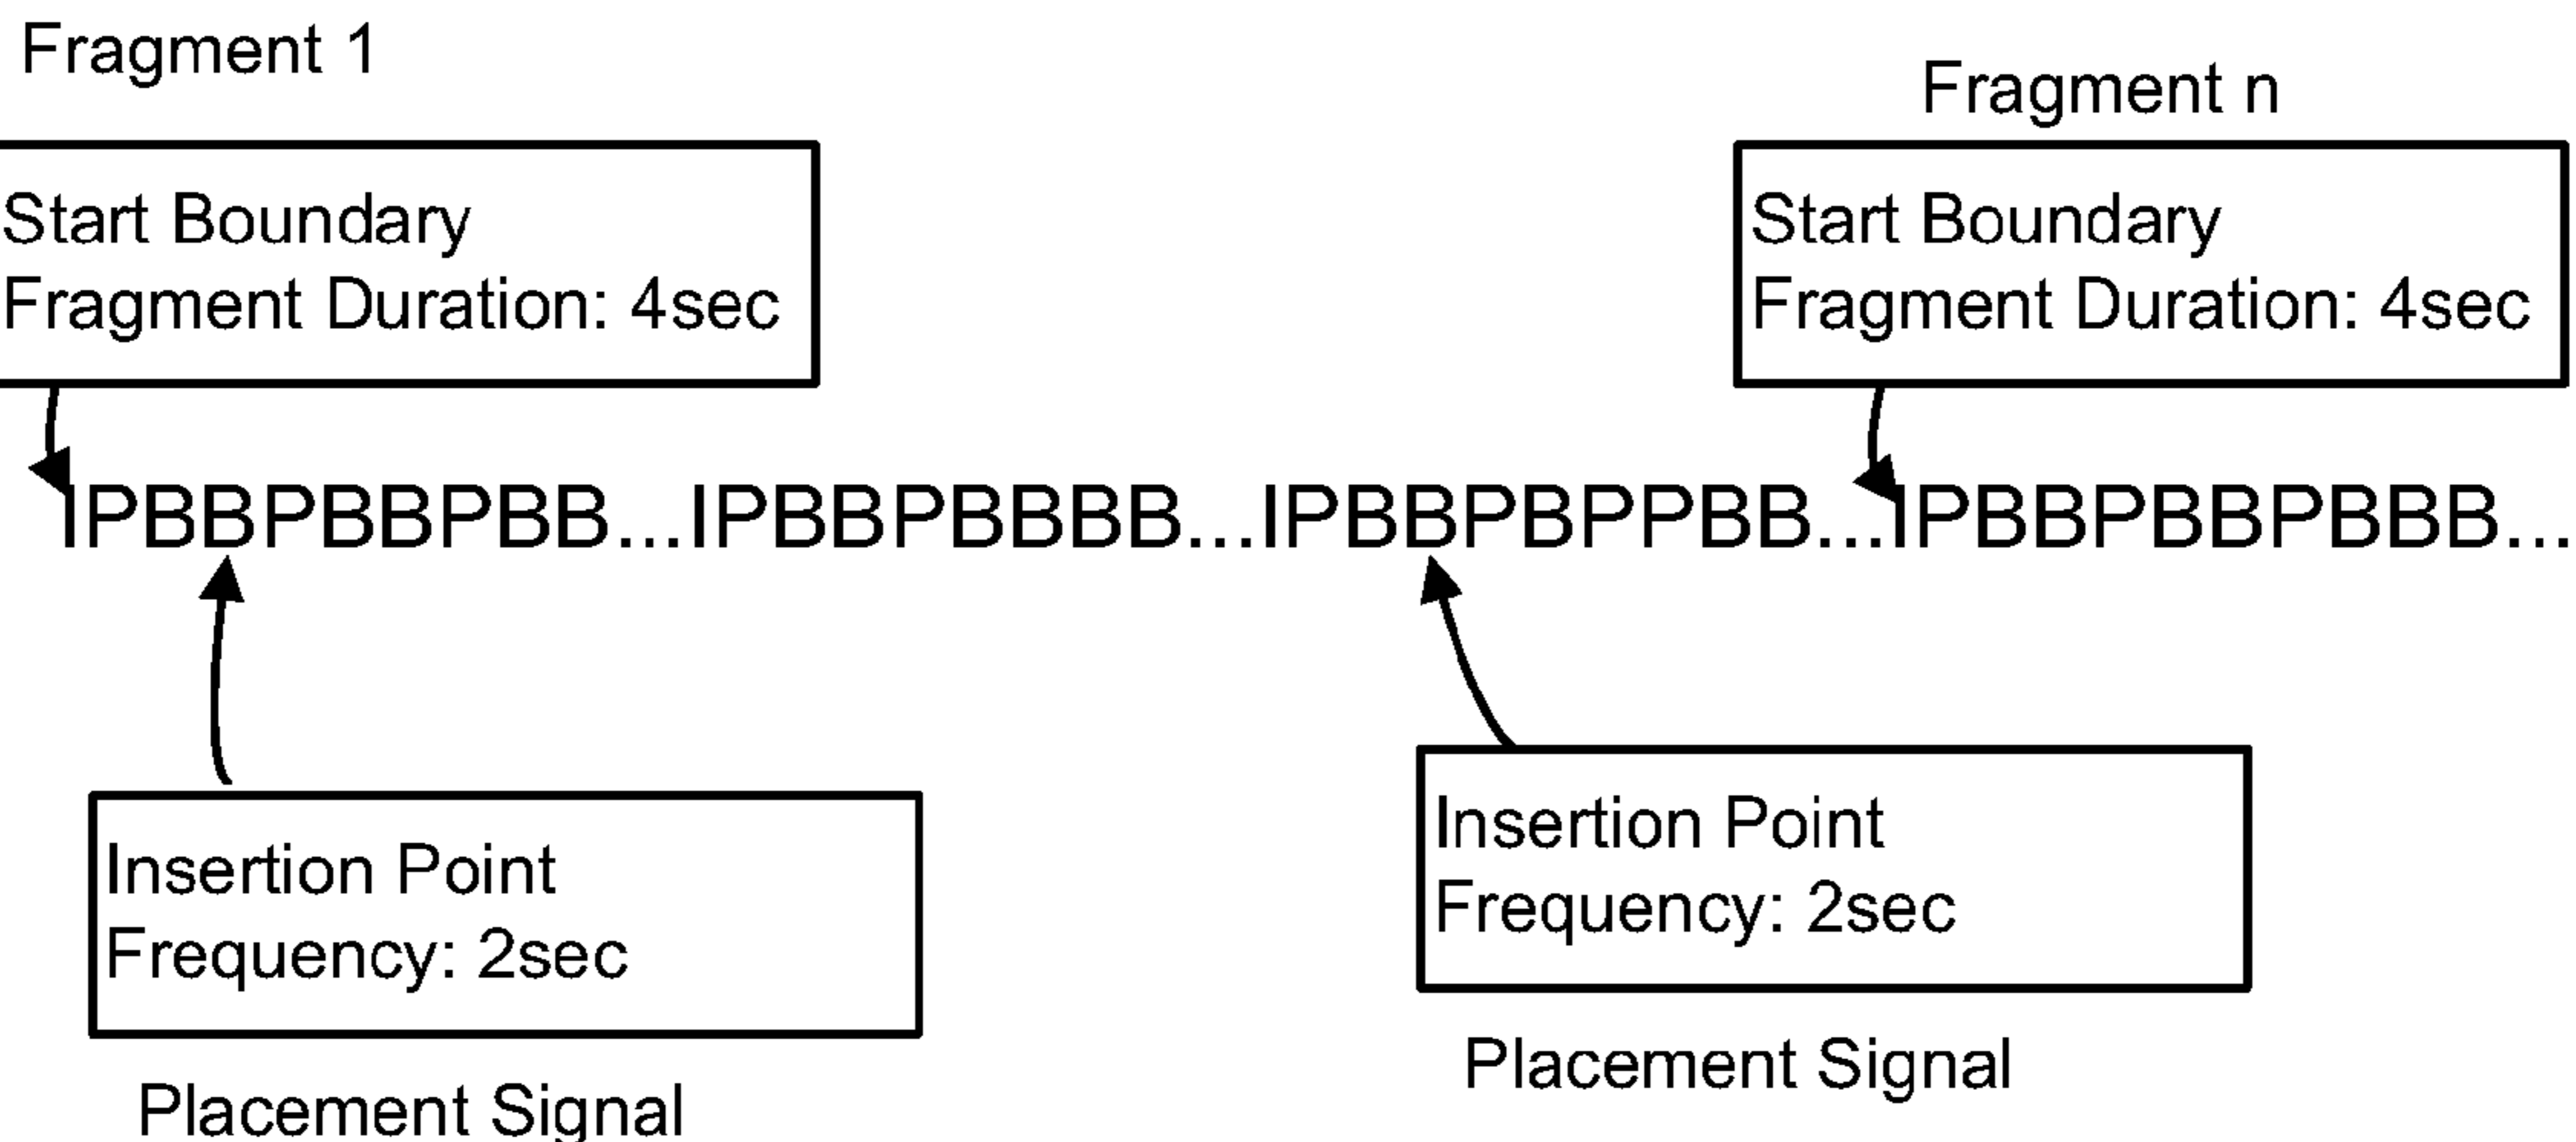 Fragment 1
Fragment n
Start Boundary
Fragment Duration: 4sec
Start Boundary
Fragment Duration: 4sec
IPBBPBBPBB...IPBBPBBBB...IPBBPBPPBB...IPBBPBBPBBB...
Insertion Point
Frequency: 2sec
Placement Signal
Insertion Point
Frequency: 2sec
Placement Signal